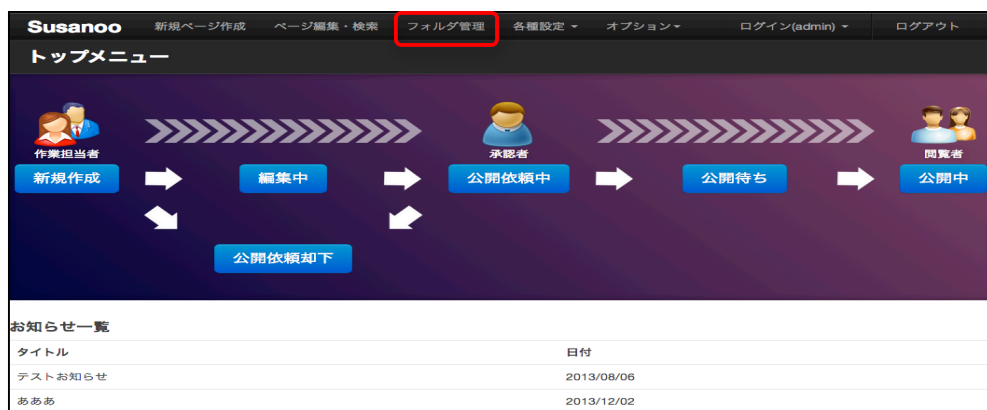 Susanoo 新規ページ作成 ページ編集・検索 フォルダ管理 各種設定 オプション ログイン(admin) ログアウト
トップメニュー
作業担当者 承認者 閲覧者
新規作成 編集中 公開依頼中 公開待ち 公開中
公開依頼却下
お知らせ一覧
タイトル 日付
テストお知らせ 2013/08/06
あああ 2013/12/02